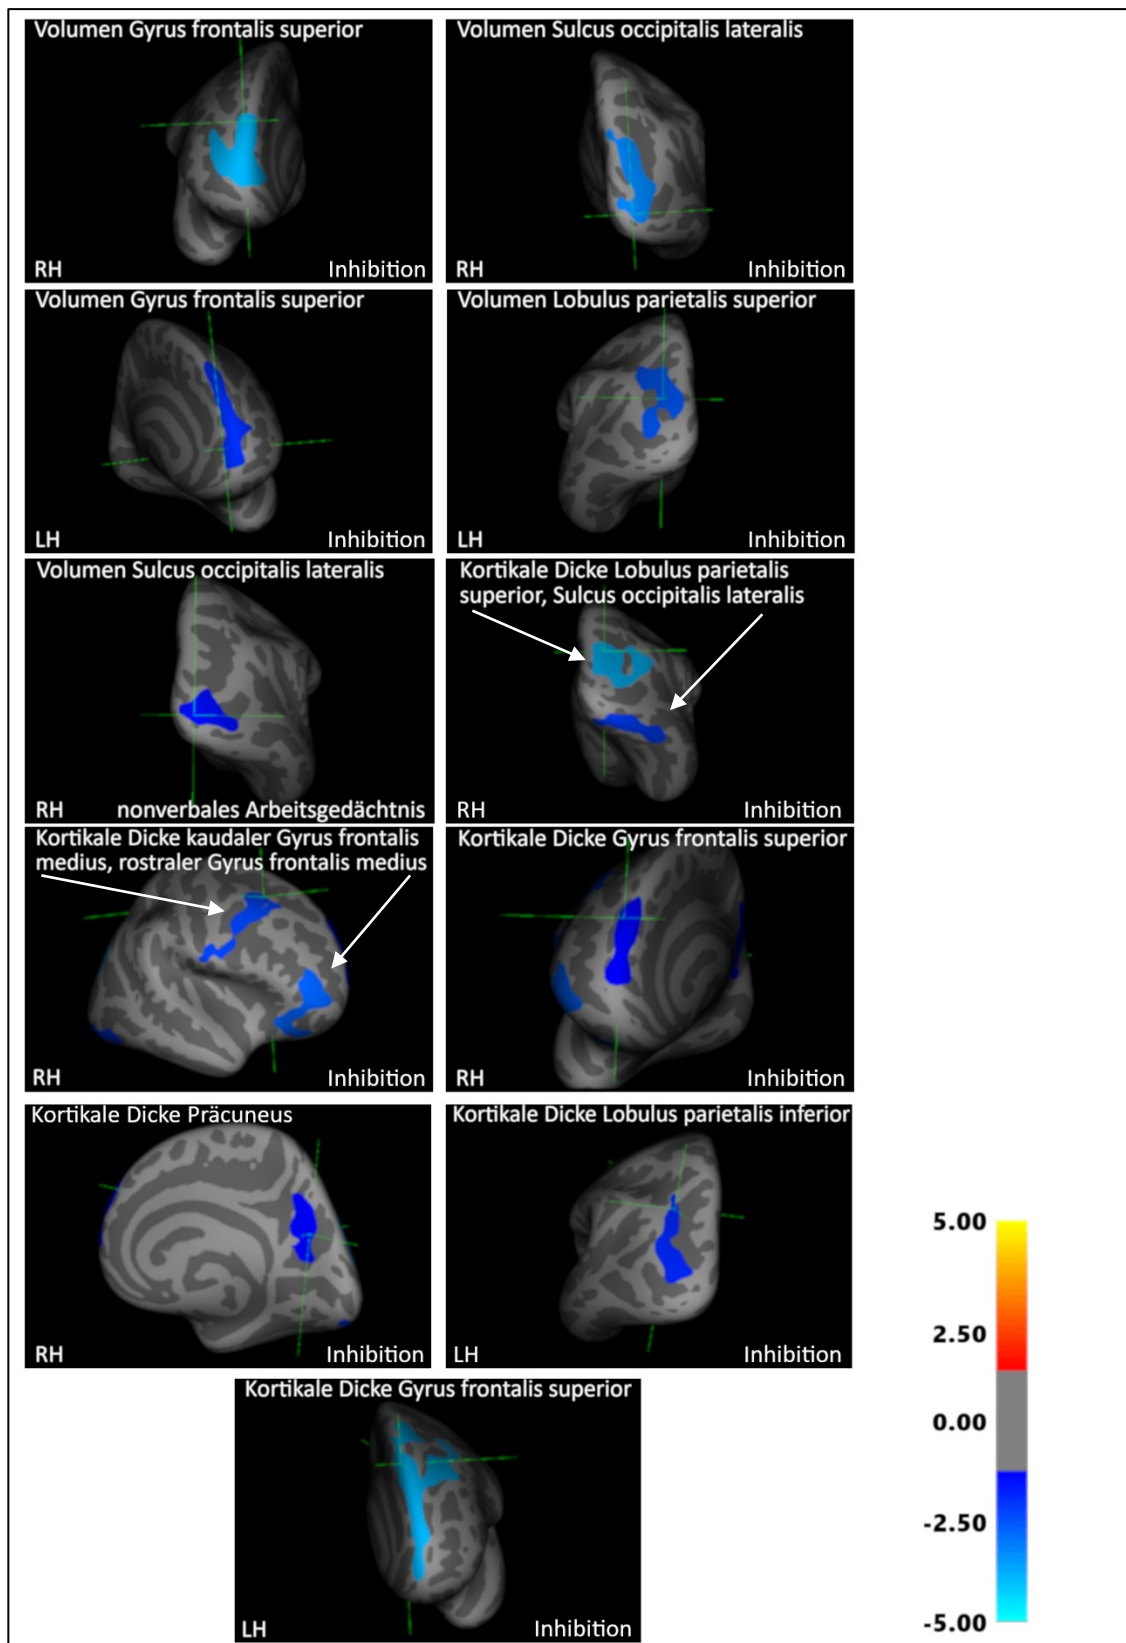 Volumen Gyrus frontalis superior
RH
Inhibition
Volumen Sulcus occipitalis lateralis
RH
Inhibition
Volumen Gyrus frontalis superior
LH
Inhibition
Volumen Lobulus parietalis superior
LH
Inhibition
Volumen Sulcus occipitalis lateralis
RH
nonverbales Arbeitsgedächtnis
Kortikale Dicke Lobulus parietalis
superior, Sulcus occipitalis lateralis
RH
Inhibition
Kortikale Dicke kaudaler Gyrus frontalis
medius, rostraler Gyrus frontalis medius
RH
Inhibition
Kortikale Dicke Gyrus frontalis superior
RH
Inhibition
Kortikale Dicke Präcuneus
RH
Inhibition
Kortikale Dicke Lobulus parietalis inferior
LH
Inhibition
Kortikale Dicke Gyrus frontalis superior
LH
Inhibition
5.00
2.50
0.00
-2.50
-5.00